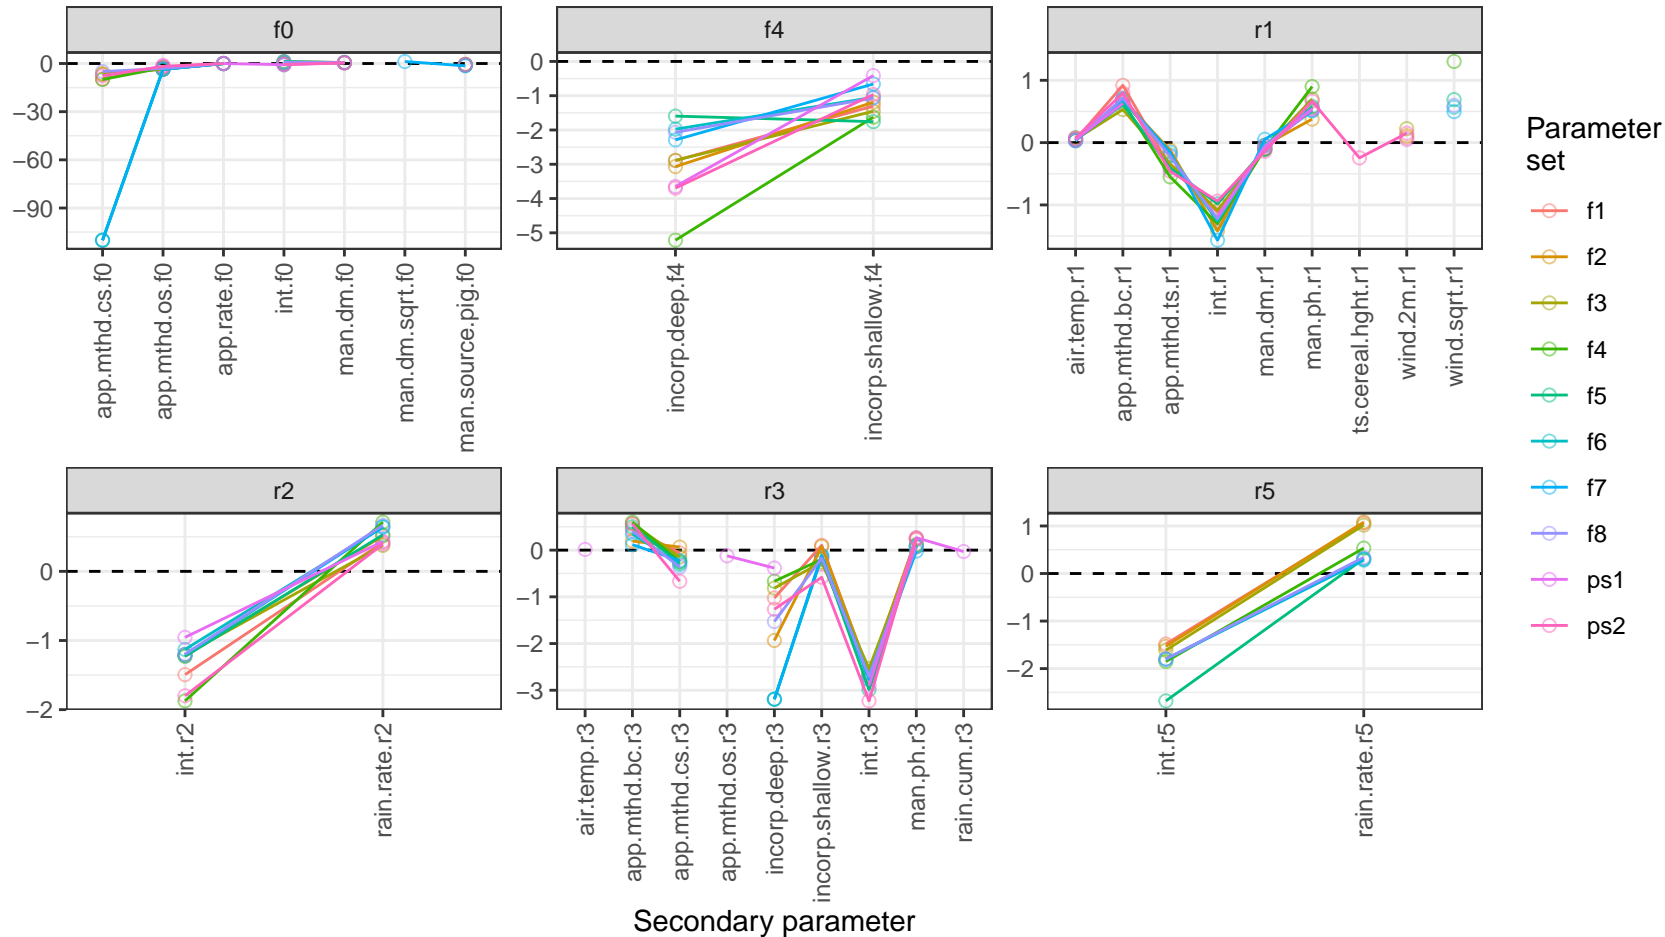 f0
f4
r1
0
−30
−60
−90
0
−1
−2
−3
−4
−5
1
0
−1
app.mthd.cs.f0
app.mthd.os.f0
app.rate.f0
int.f0
man.dm.f0
man.dm.sqrt.f0
man.source.pig.f0
incorp.deep.f4
incorp.shallow.f4
air.temp.r1
app.mthd.bc.r1
app.mthd.ts.r1
int.r1
man.dm.r1
man.ph.r1
ts.cereal.hght.r1
wind.2m.r1
wind.sqrt.r1
r2
r3
r5
0
−1
−2
0
−1
−2
−3
1
0
−1
−2
int.r2
rain.rate.r2
air.temp.r3
app.mthd.bc.r3
app.mthd.cs.r3
app.mthd.os.r3
incorp.deep.r3
incorp.shallow.r3
int.r3
man.ph.r3
rain.cum.r3
int.r5
rain.rate.r5
Secondary parameter
Parameter
set
f1
f2
f3
f4
f5
f6
f7
f8
ps1
ps2